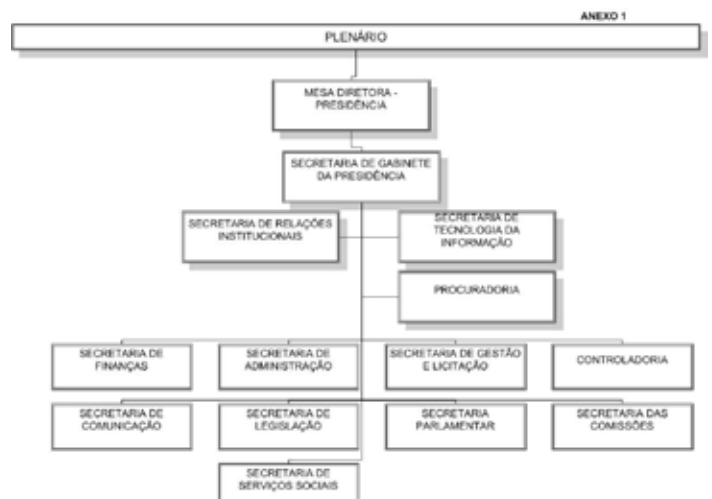 ANEXO 1
PLENÁRIO
MESA DIRETORA -
PRESIDÊNCIA
SECRETARIA DE GABINETE
DA PRESIDÊNCIA
SECRETARIA DE RELAÇÕES
INSTITUCIONAIS
SECRETARIA DE
TECNOLOGIA DA
INFORMAÇÃO
PROCURADORIA
SECRETARIA DE
FINANÇAS
SECRETARIA DE
ADMINISTRAÇÃO
SECRETARIA DE GESTÃO
E LICITAÇÃO
CONTROLADORIA
SECRETARIA DE
COMUNICAÇÃO
SECRETARIA DE
LEGISLAÇÃO
SECRETARIA
PARLAMENTAR
SECRETARIA DAS
COMISSÕES
SECRETARIA DE
SERVIÇOS SOCIAIS